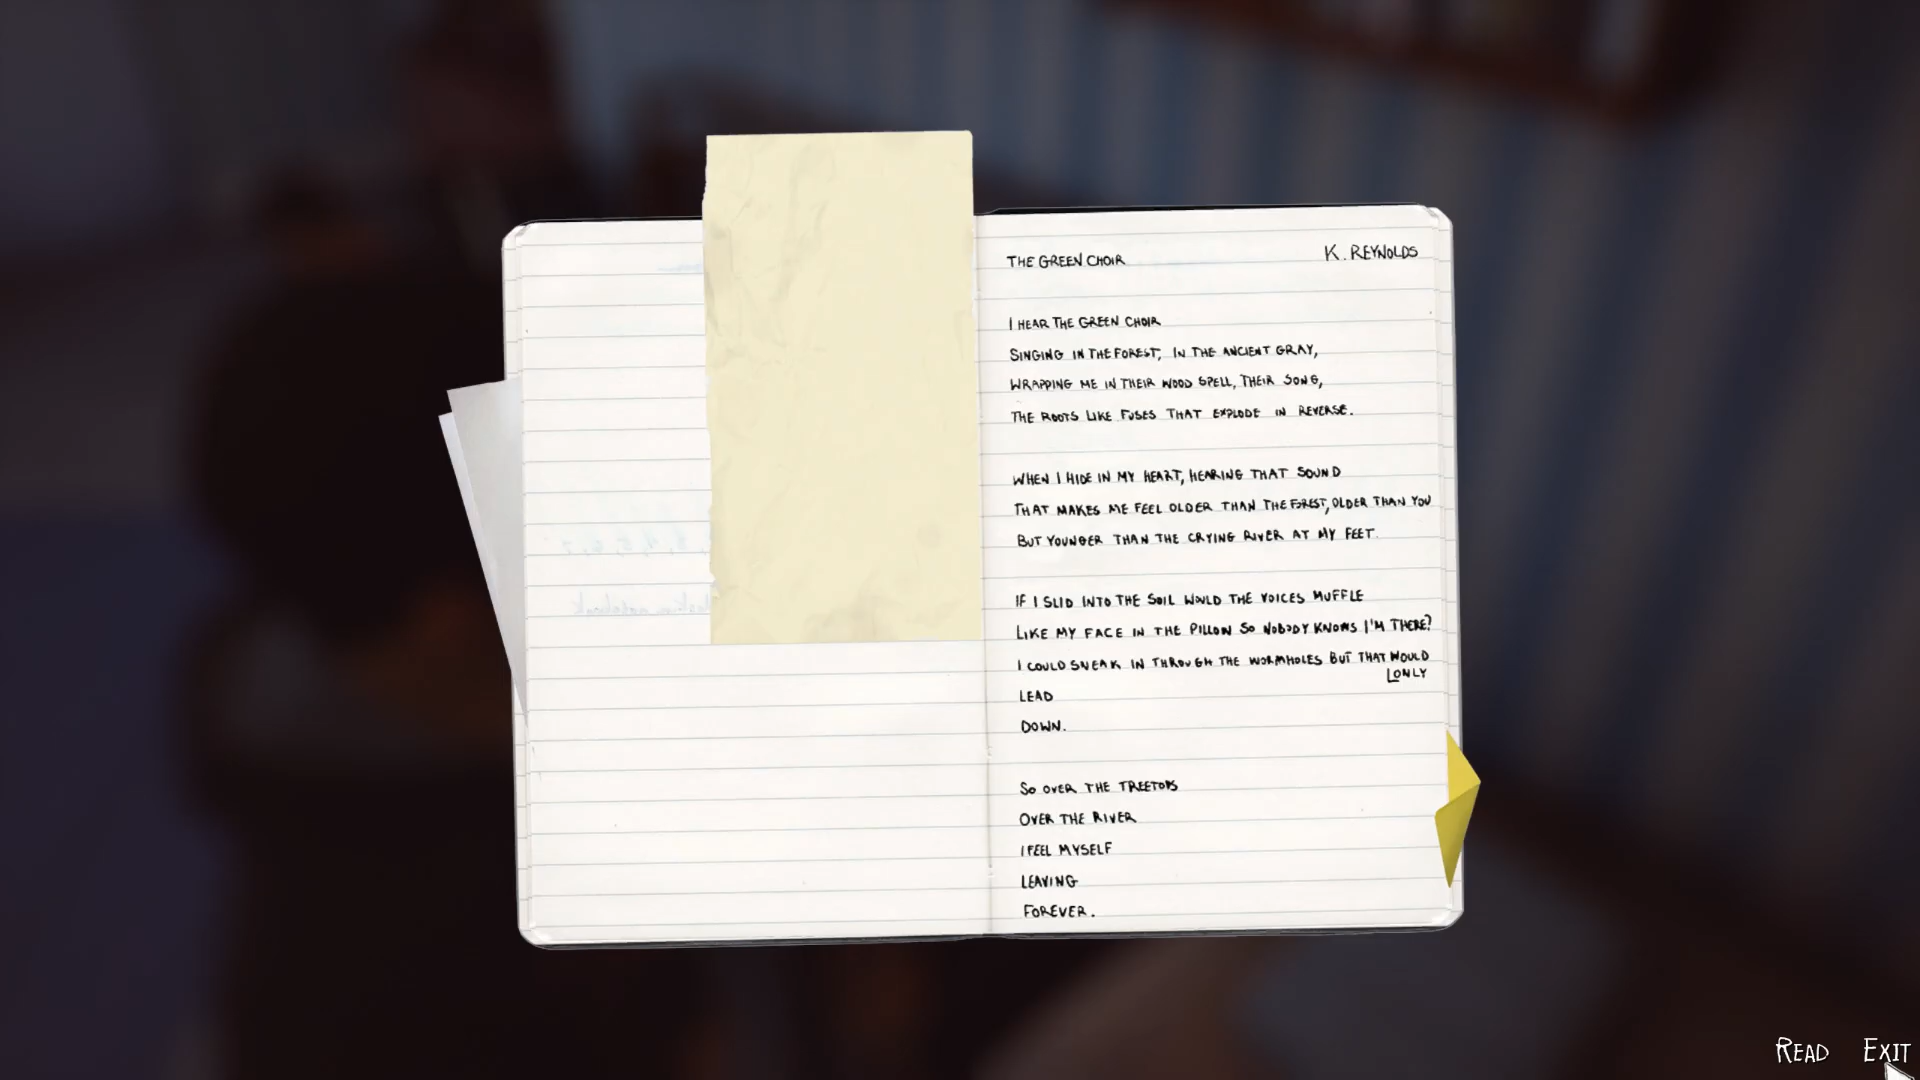 THE GREEN CHOIR
K. REYNOLDS
I HEAR THE GREEN CHOIR
SINGING IN THE FOREST, IN THE ANCIENT GRAY,
WRAPPING ME IN THEIR WOOD SPELL, THEIR SONG,
THE ROOTS LIKE FUSES THAT EXPLODE IN REVERSE.
WHEN I HIDE IN MY HEART, HEARING THAT SOUND
THAT MAKES ME FEEL OLDER THAN THE FOREST, OLDER THAN YOU
BUT YOUNGER THAN THE CRYING RIVER AT MY FEET.
IF I SLID INTO THE SOIL WOULD THE VOICES MUFFLE
LIKE MY FACE IN THE PILLOW SO NOBODY KNOWS I'M THERE?
I COULD SNEAK IN THROUGH THE WORMHOLES BUT THAT WOULD
ONLY
LEAD
DOWN.
SO OVER THE TREETOPS
OVER THE RIVER
I FEEL MYSELF
LEAVING
FOREVER.
READ EXIT